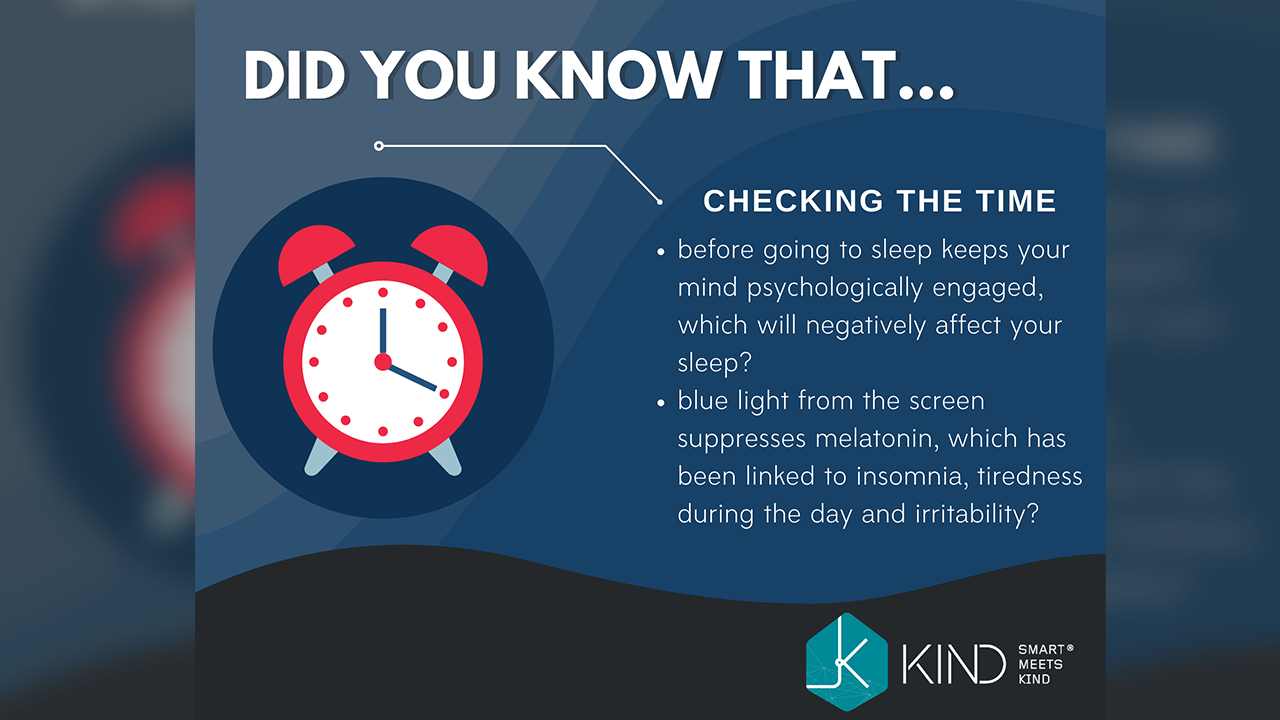 DID YOU KNOW THAT...
CHECKING THE TIME
• before going to sleep keeps your
mind psychologically engaged,
which will negatively affect your
sleep?
• blue light from the screen
suppresses melatonin, which has
been linked to insomnia, tiredness
during the day and irritability?
KIND
SMART®
MEETS
KIND